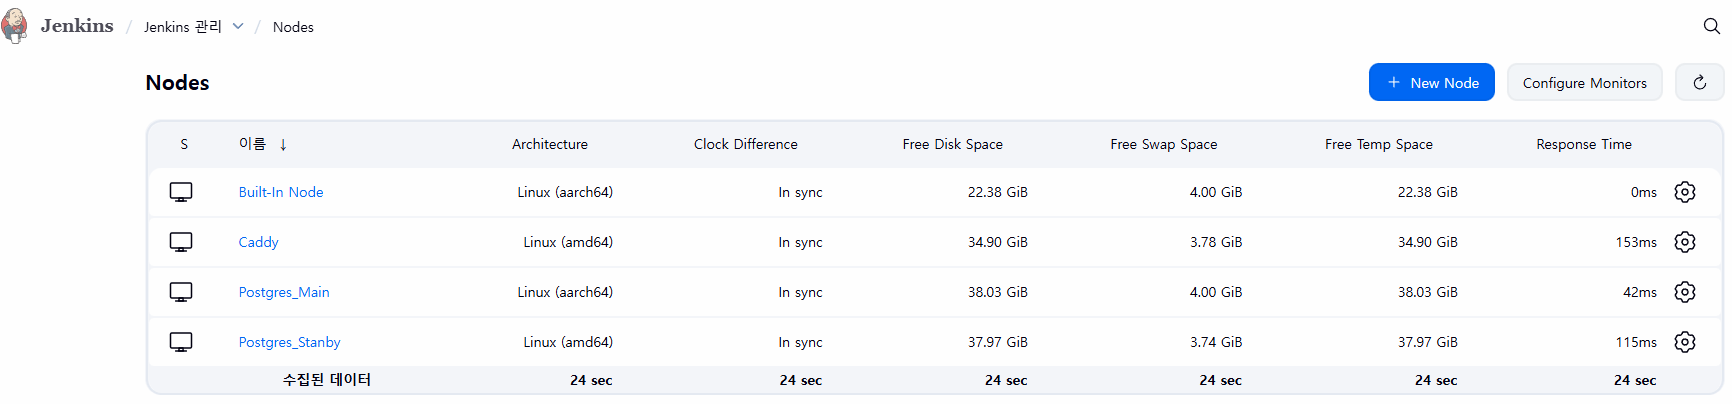 Jenkins / Jenkins 관리 / Nodes
Nodes
+ New Node Configure Monitors
S 이름 ↓ Architecture Clock Difference Free Disk Space Free Swap Space Free Temp Space Response Time
Built-In Node Linux (aarch64) In sync 22.38 GiB 4.00 GiB 22.38 GiB 0ms
Caddy Linux (amd64) In sync 34.90 GiB 3.78 GiB 34.90 GiB 153ms
Postgres_Main Linux (aarch64) In sync 38.03 GiB 4.00 GiB 38.03 GiB 42ms
Postgres_Stanby Linux (amd64) In sync 37.97 GiB 3.74 GiB 37.97 GiB 115ms
수집된 데이터 24 sec 24 sec 24 sec 24 sec 24 sec 24 sec